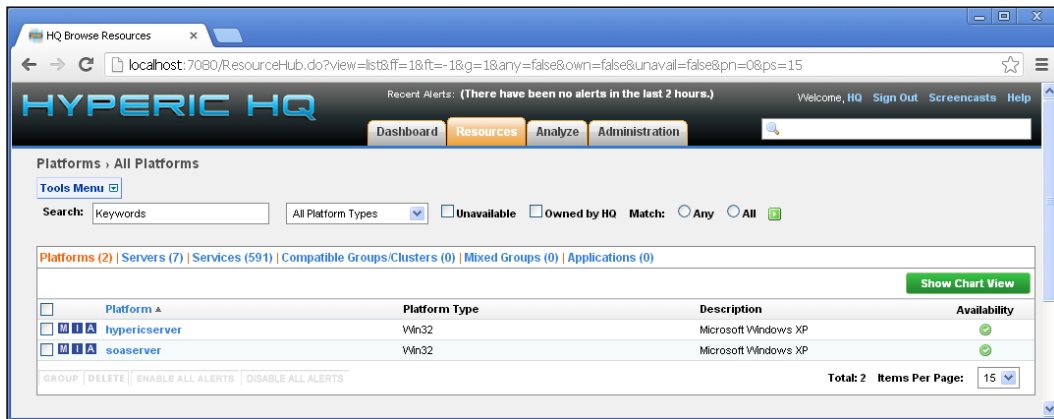 HQ Browse Resources
localhost:7080/ResourceHub.do?view=list&ff=1&ft=-1&g=1&any=false&own=false&unavail=false&pn=0&ps=15
HYPERIC HQ
Recent Alerts: (There have been no alerts in the last 2 hours.)
Welcome, HQ Sign Out Screencasts Help
Dashboard Resources Analyze Administration
Platforms › All Platforms
Tools Menu
Search: Keywords All Platform Types Unavailable Owned by HQ Match: Any All
Platforms (2) | Servers (7) | Services (591) | Compatible Groups/Clusters (0) | Mixed Groups (0) | Applications (0)
Show Chart View
Platform Platform Type Description Availability
M I A hypericserver Win32 Microsoft Windows XP
M I A soaserver Win32 Microsoft Windows XP
GROUP DELETE ENABLE ALL ALERTS DISABLE ALL ALERTS Total: 2 Items Per Page: 15